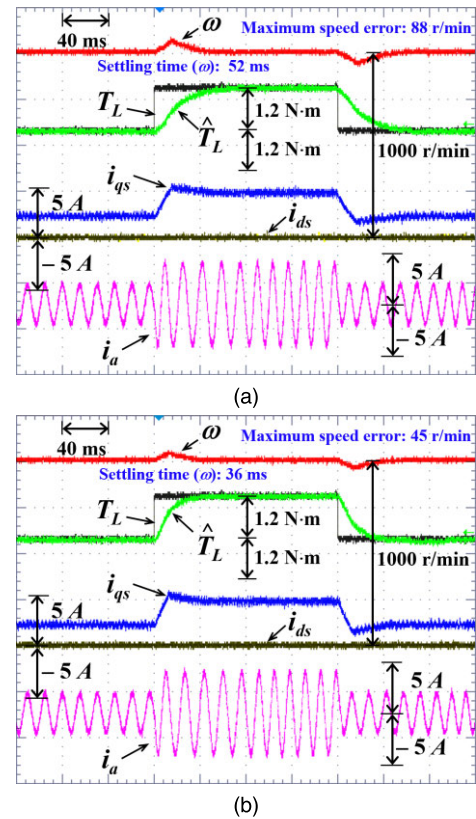 ω
Maximum speed error: 88 r/min
40 ms
Settling time (ω): 52 ms
T_L
T̂_L
1.2 N·m
1.2 N·m
1000 r/min
i_qs
5 A
i_ds
– 5 A
5 A
i_a
– 5 A
(a)
ω
Maximum speed error: 45 r/min
40 ms
Settling time (ω): 36 ms
T_L
T̂_L
1.2 N·m
1.2 N·m
1000 r/min
i_qs
5 A
i_ds
– 5 A
5 A
i_a
– 5 A
(b)